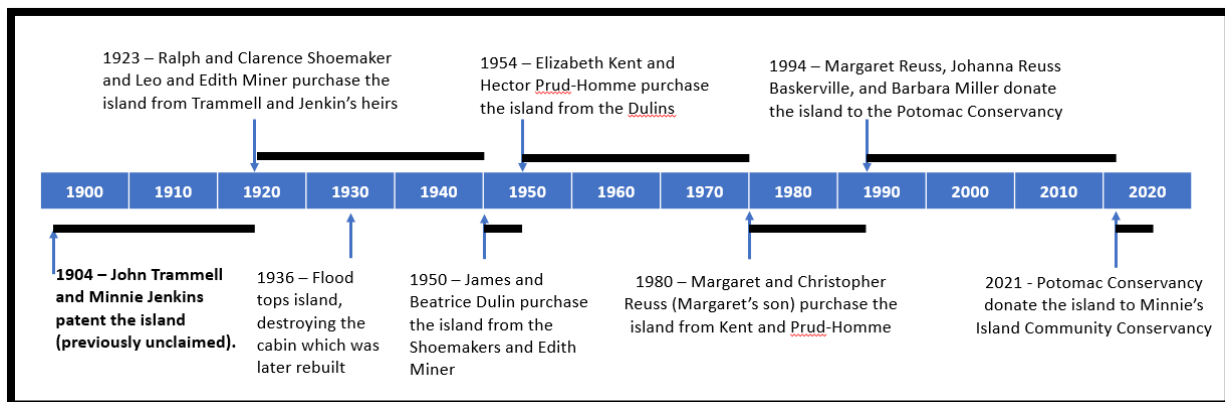 1923 – Ralph and Clarence Shoemaker
and Leo and Edith Miner purchase the
island from Trammell and Jenkin’s heirs
1954 – Elizabeth Kent and
Hector Prud-Homme purchase
the island from the Dulins
1994 – Margaret Reuss, Johanna Reuss
Baskerville, and Barbara Miller donate
the island to the Potomac Conservancy
1900 1910 1920 1930 1940 1950 1960 1970 1980 1990 2000 2010 2020
1904 – John Trammell
and Minnie Jenkins
patent the island
(previously unclaimed).
1936 – Flood
tops island,
destroying the
cabin which was
later rebuilt
1950 – James and
Beatrice Dulin purchase
the island from the
Shoemakers and Edith
Miner
1980 – Margaret and Christopher
Reuss (Margaret’s son) purchase the
island from Kent and Prud-Homme
2021 - Potomac Conservancy
donate the island to Minnie’s
Island Community Conservancy